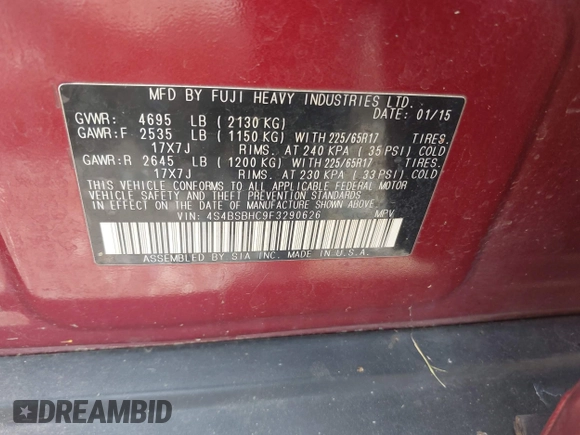 MFD BY FUJI HEAVY INDUSTRIES LTD.
DATE: 01/15
GVWR: 4695 LB ( 2130 KG)
GAWR:F 2535 LB ( 1150 KG) WITH 225/65R17 TIRES.
17X7J RIMS. AT 240 KPA ( 35 PSI) COLD
GAWR:R 2645 LB ( 1200 KG) WITH 225/65R17 TIRES.
17X7J RIMS. AT 230 KPA ( 33 PSI) COLD
THIS VEHICLE CONFORMS TO ALL APPLICABLE FEDERAL MOTOR
VEHICLE SAFETY AND THEFT PREVENTION STANDARDS
IN EFFECT ON THE DATE OF MANUFACTURE SHOWN ABOVE.
VIN: 4S4BSBHC9F3290626 MPV
ASSEMBLED BY SIA INC. MADE IN U.S.A.
DREAMBID